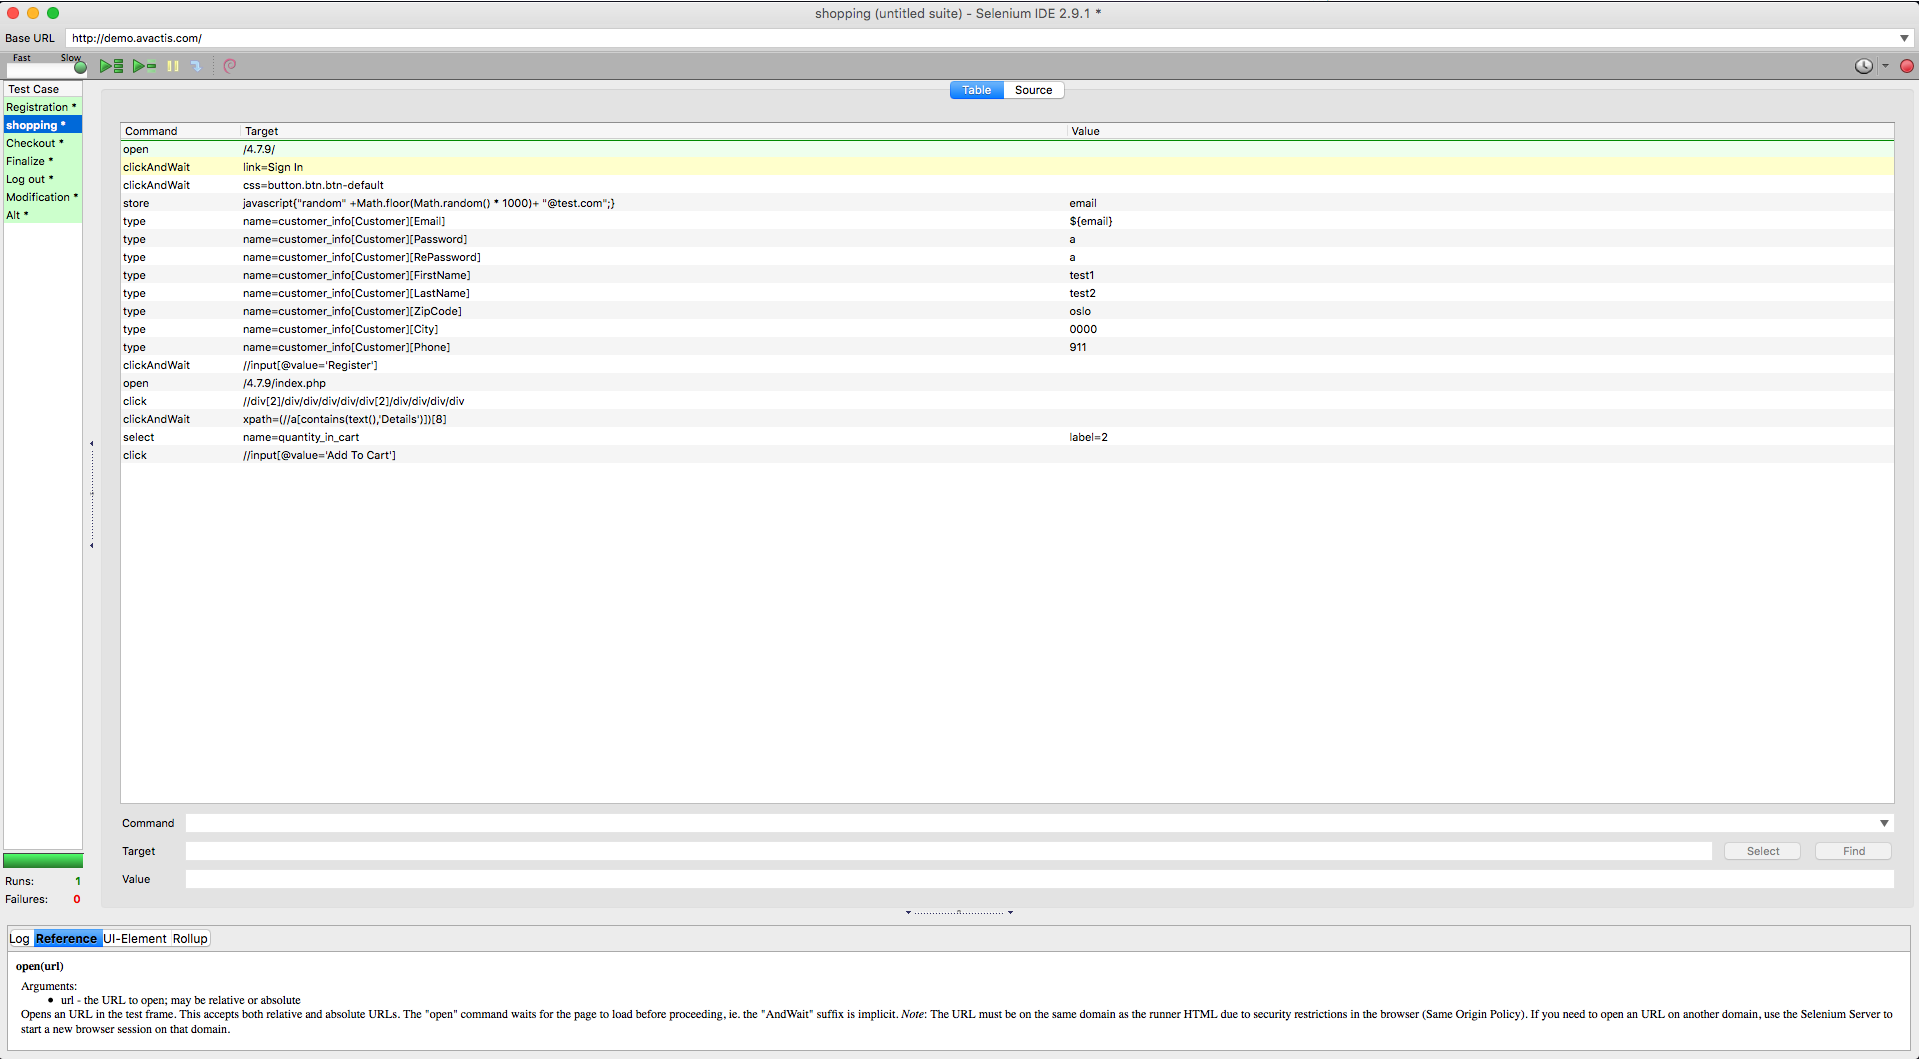 shopping (untitled suite) - Selenium IDE 2.9.1 *
Base URL http://demo.avactis.com/
Fast Slow
Table Source
Test Case
Registration *
shopping *
Checkout *
Finalize *
Log out *
Modification *
Alt *
Command Target Value
open /4.7.9/
clickAndWait link=Sign In
clickAndWait css=button.btn.btn-default
store javascript{"random" +Math.floor(Math.random() * 1000)+ "@test.com";} email
type name=customer_info[Customer][Email] ${email}
type name=customer_info[Customer][Password] a
type name=customer_info[Customer][RePassword] a
type name=customer_info[Customer][FirstName] test1
type name=customer_info[Customer][LastName] test2
type name=customer_info[Customer][ZipCode] oslo
type name=customer_info[Customer][City] 0000
type name=customer_info[Customer][Phone] 911
clickAndWait //input[@value='Register']
open /4.7.9/index.php
click //div[2]/div/div/div/div/div[2]/div/div/div/div
clickAndWait xpath=(//a[contains(text(),'Details')])[8]
select name=quantity_in_cart label=2
click //input[@value='Add To Cart']
Command
Target Select Find
Value
Runs: 1
Failures: 0
Log Reference UI-Element Rollup
open(url)
Arguments:
• url - the URL to open; may be relative or absolute
Opens an URL in the test frame. This accepts both relative and absolute URLs. The "open" command waits for the page to load before proceeding, ie. the "AndWait" suffix is implicit. Note: The URL must be on the same domain as the runner HTML due to security restrictions in the browser (Same Origin Policy). If you need to open an URL on another domain, use the Selenium Server to
start a new browser session on that domain.